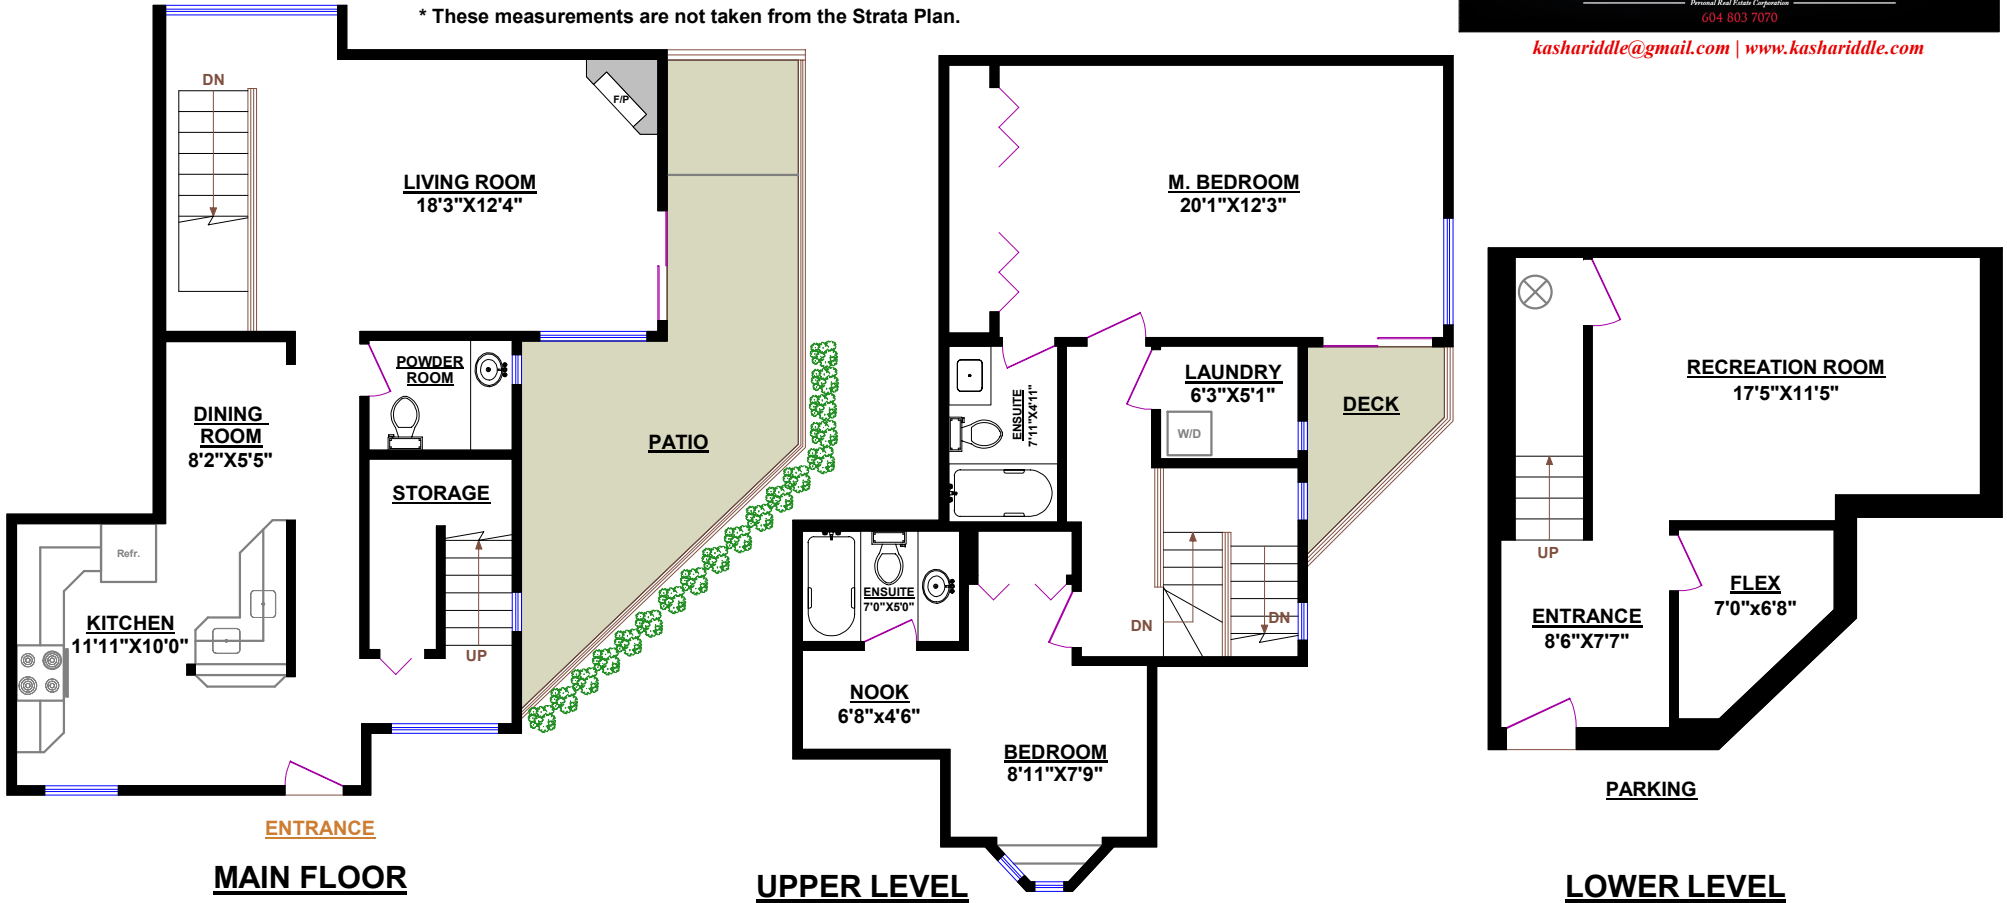 * These measurements are not taken from the Strata Plan.
Personal Real Estate Corporation
604 803 7070
kashariddle@gmail.com | www.kashariddle.com
DN
F/P
LIVING ROOM
18'3"X12'4"
POWDER
ROOM
DINNING
ROOM
8'2"X5'5"
STORAGE
PATIO
Refr.
KITCHEN
11'11"X10'0"
UP
ENTRANCE
MAIN FLOOR
M. BEDROOM
20'1"X12'3"
ENSUITE
7'11"X4'11"
LAUNDRY
6'3"X5'1"
W/D
DECK
ENSUITE
7'0"X5'0"
DN
DN
NOOK
6'8"x4'6"
BEDROOM
8'11"X7'9"
UPPER LEVEL
RECREATION ROOM
17'5"X11'5"
UP
FLEX
7'0"x6'8"
ENTRANCE
8'6"X7'7"
PARKING
LOWER LEVEL